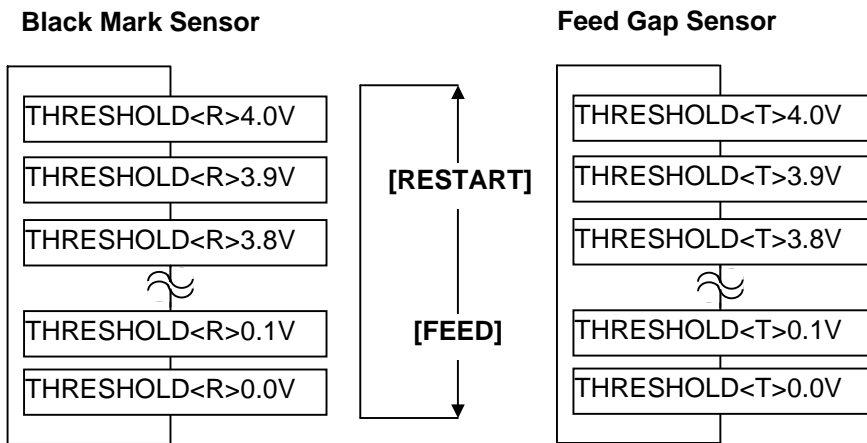 Black Mark Sensor
THRESHOLD<R>4.0V
THRESHOLD<R>3.9V
THRESHOLD<R>3.8V
THRESHOLD<R>0.1V
THRESHOLD<R>0.0V
[RESTART]
[FEED]
Feed Gap Sensor
THRESHOLD<T>4.0V
THRESHOLD<T>3.9V
THRESHOLD<T>3.8V
THRESHOLD<T>0.1V
THRESHOLD<T>0.0V